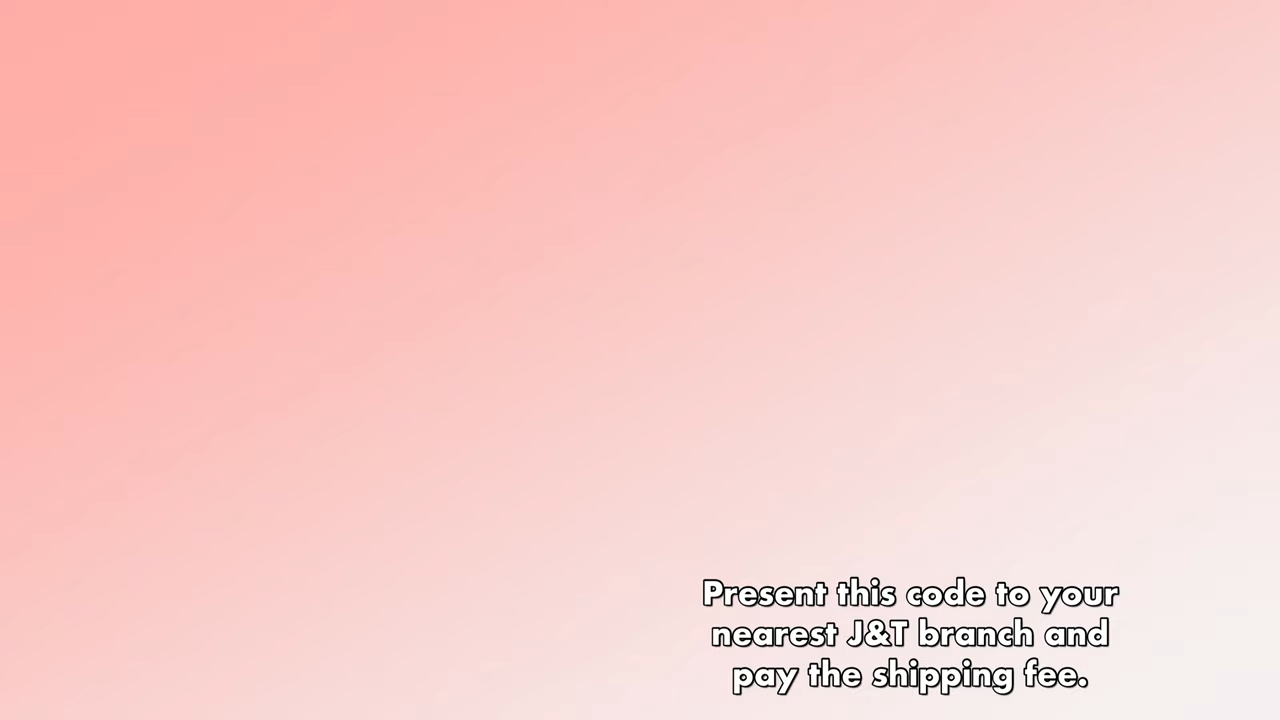 Present this code to your
nearest J&T branch and
pay the shipping fee.